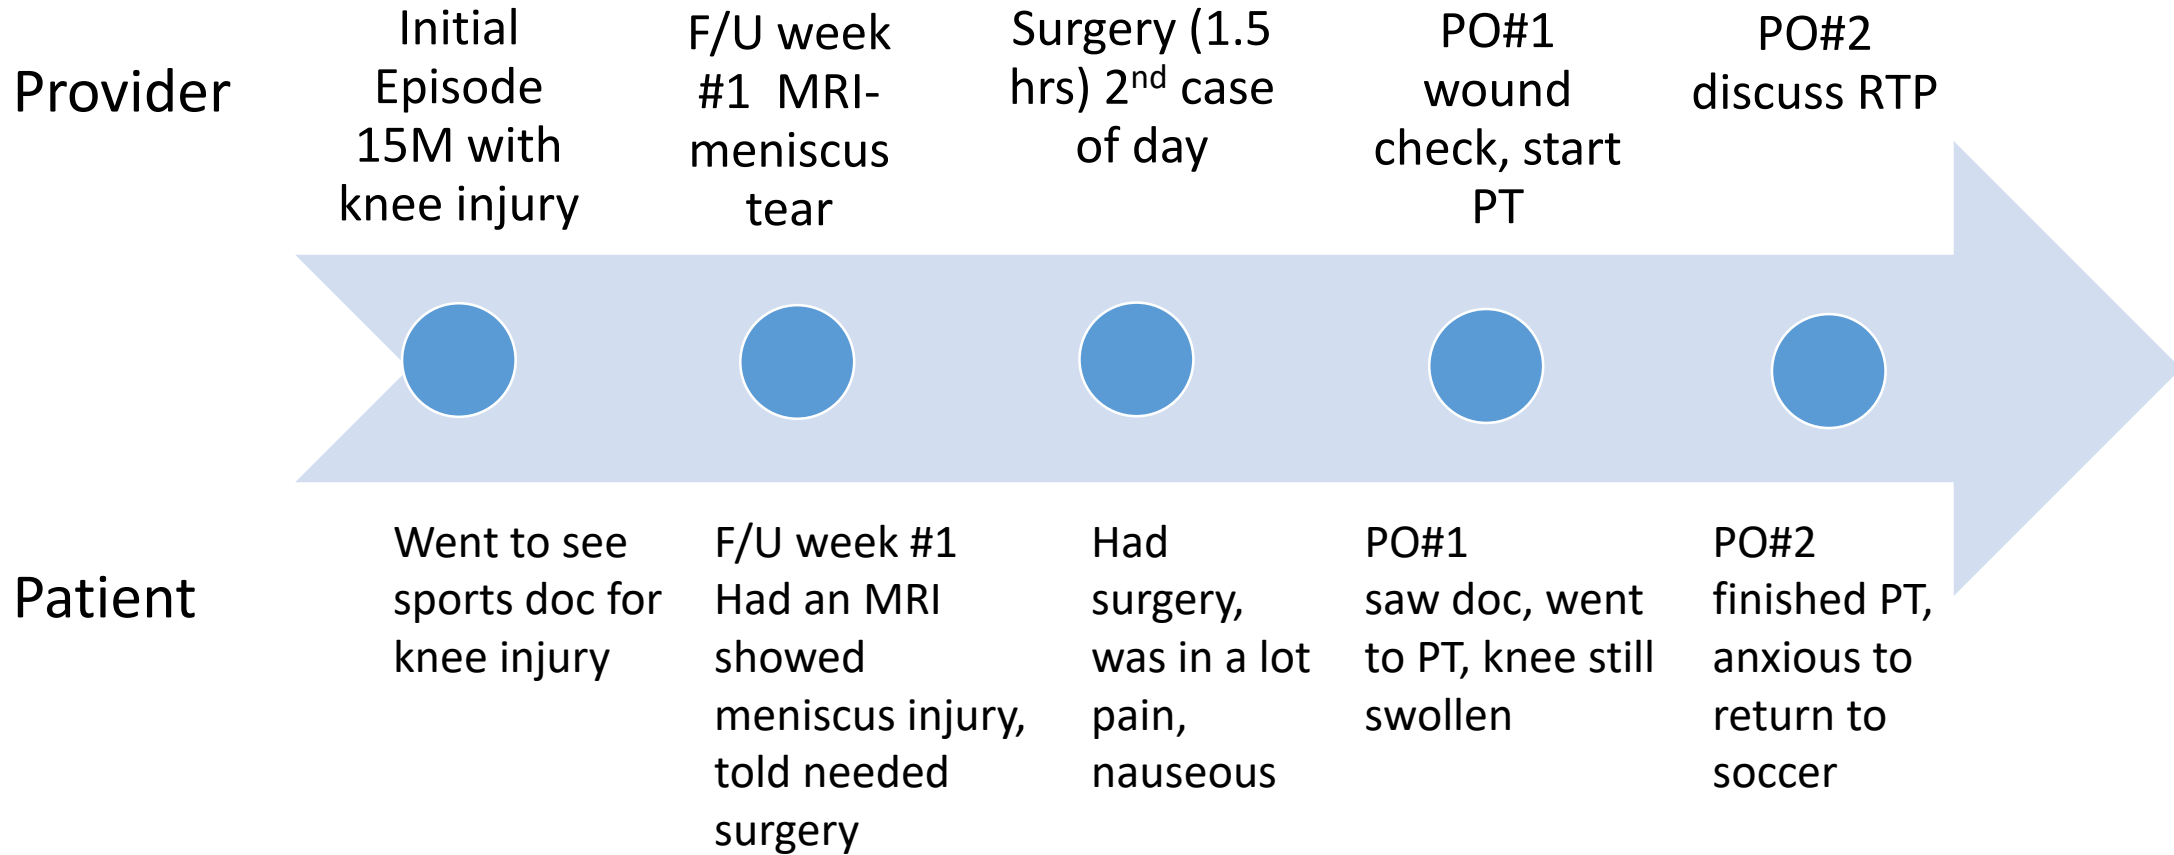 Provider
Initial
Episode
15M with
knee injury
F/U week
#1 MRI-
meniscus
tear
Surgery (1.5
hrs) 2nd case
of day
PO#1
wound
check, start
PT
PO#2
discuss RTP
Patient
Went to see
sports doc for
knee injury
F/U week #1
Had an MRI
showed
meniscus injury,
told needed
surgery
Had
surgery,
was in a lot
pain,
nauseous
PO#1
saw doc, went
to PT, knee still
swollen
PO#2
finished PT,
anxious to
return to
soccer